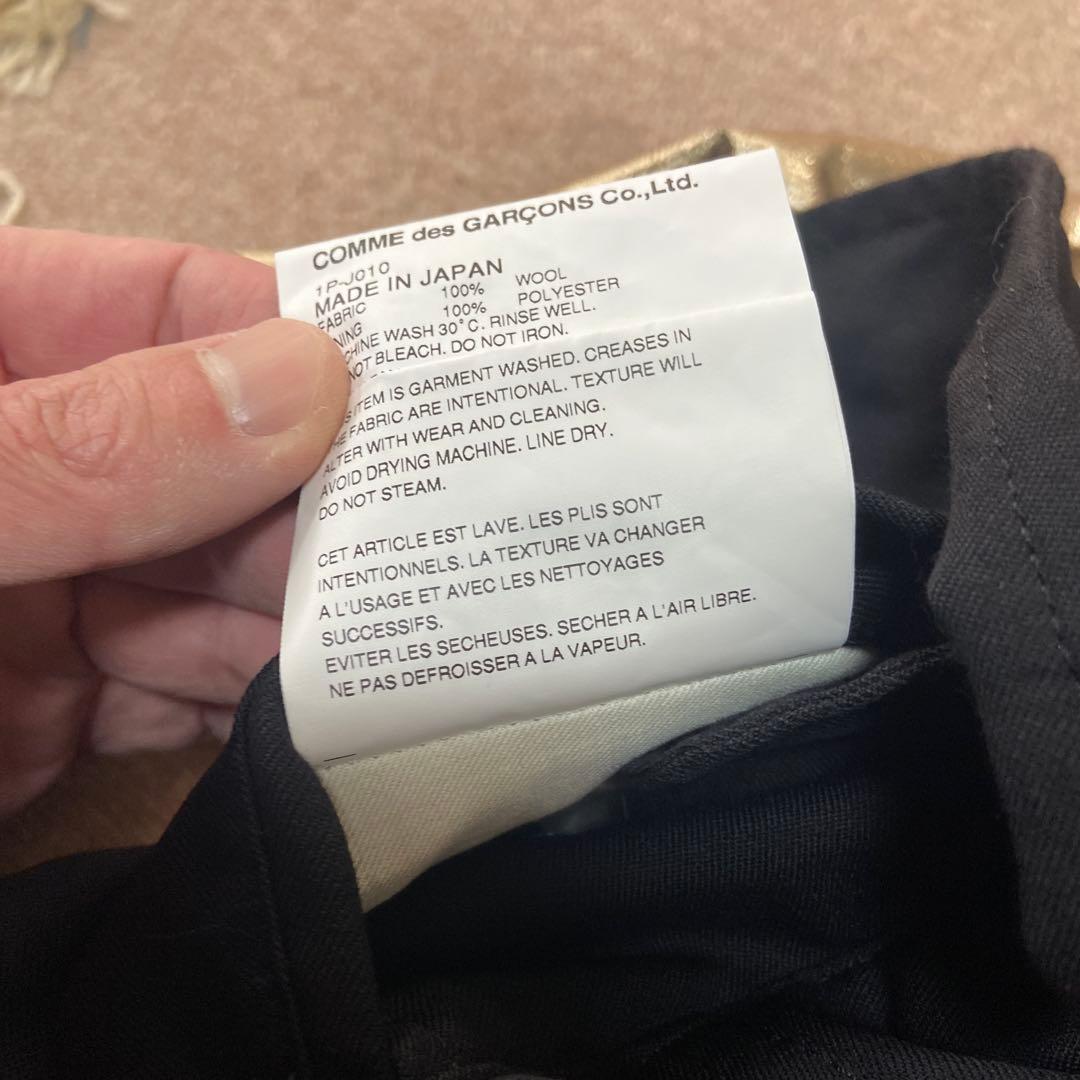 COMME des GARÇONS Co.,Ltd.
1P-J010
MADE IN JAPAN
FABRIC 100% WOOL
NING 100% POLYESTER
CHINE WASH 30°C. RINSE WELL.
NOT BLEACH. DO NOT IRON.
S ITEM IS GARMENT WASHED. CREASES IN
HE FABRIC ARE INTENTIONAL. TEXTURE WILL
ALTER WITH WEAR AND CLEANING.
AVOID DRYING MACHINE. LINE DRY.
DO NOT STEAM.
CET ARTICLE EST LAVE. LES PLIS SONT
INTENTIONNELS. LA TEXTURE VA CHANGER
A L'USAGE ET AVEC LES NETTOYAGES
SUCCESSIFS.
EVITER LES SECHEUSES. SECHER A L'AIR LIBRE.
NE PAS DEFROISSER A LA VAPEUR.